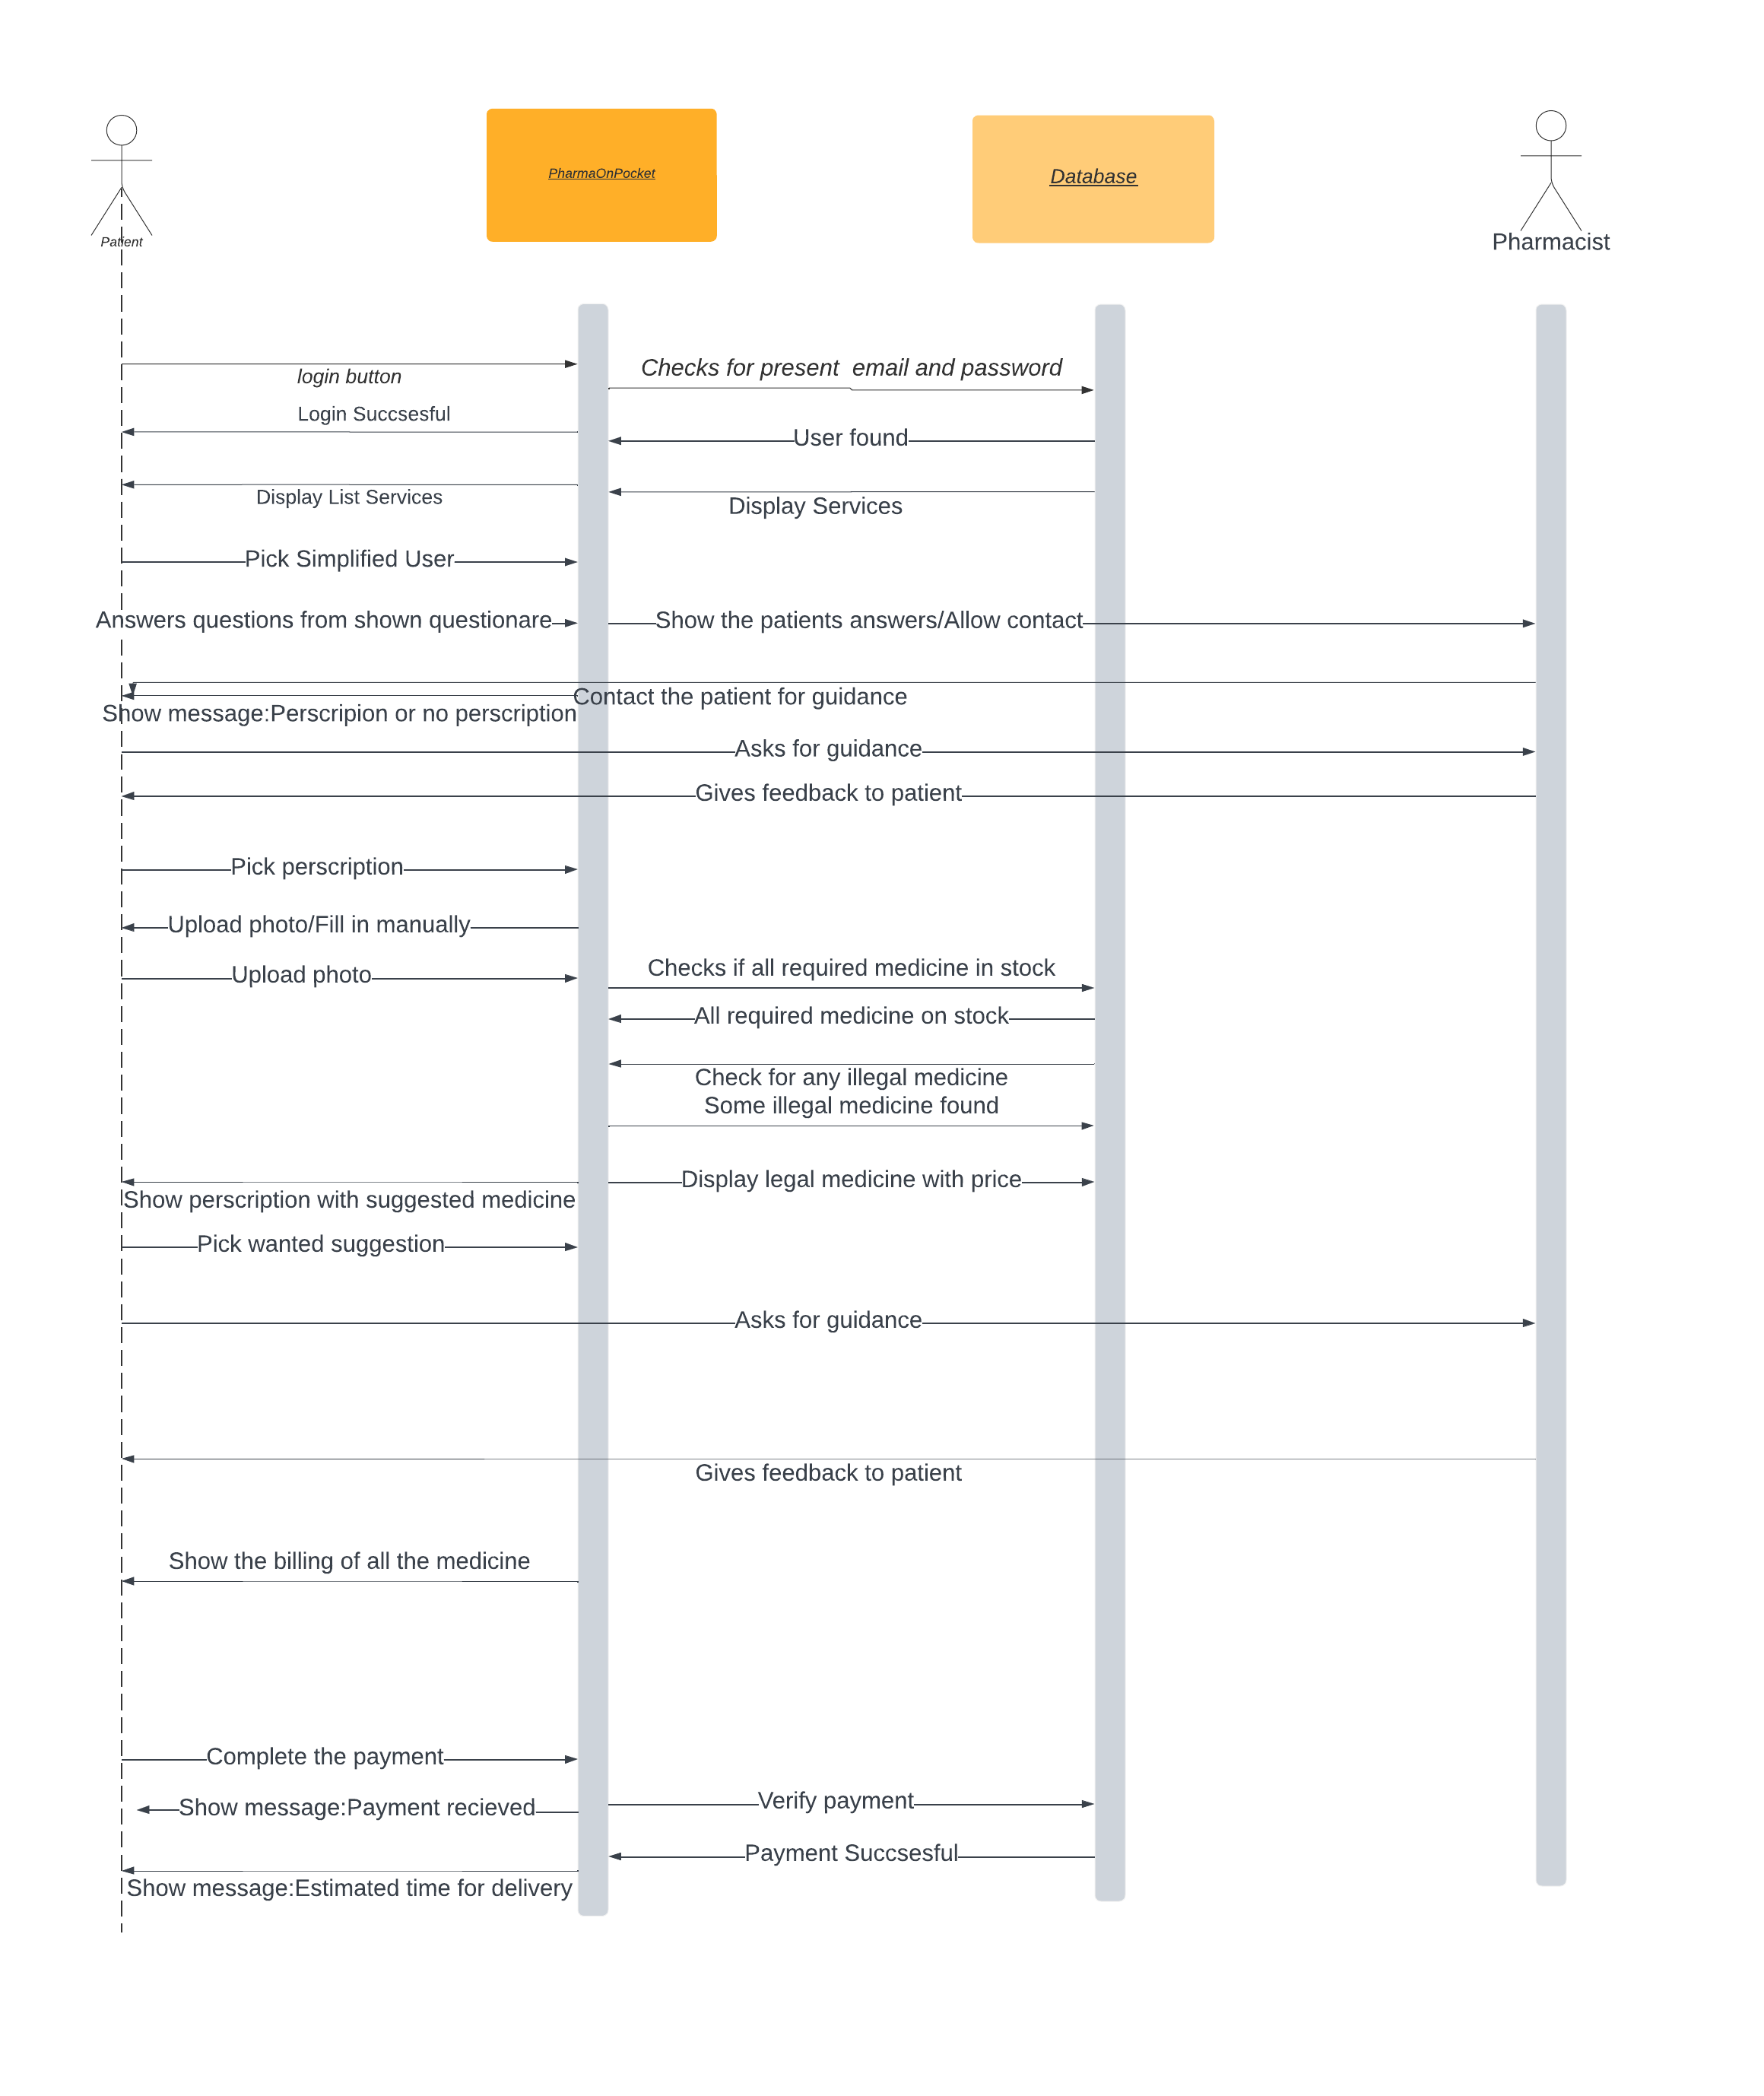 PharmaOnPocket
Database
Patient
Pharmacist
Checks for present  email and password
login button
Login Succsesful
User found
Display List Services
Display Services
Pick Simplified User
Answers questions from shown questionare
Show the patients answers/Allow contact
Contact the patient for guidance
Show message:Perscripion or no perscription
Asks for guidance
Gives feedback to patient
Pick perscription
Upload photo/Fill in manually
Checks if all required medicine in stock
Upload photo
All required medicine on stock
Check for any illegal medicine
Some illegal medicine found
Display legal medicine with price
Show perscription with suggested medicine
Pick wanted suggestion
Asks for guidance
Gives feedback to patient
Show the billing of all the medicine
Complete the payment
Verify payment
Show message:Payment recieved
Payment Succsesful
Show message:Estimated time for delivery